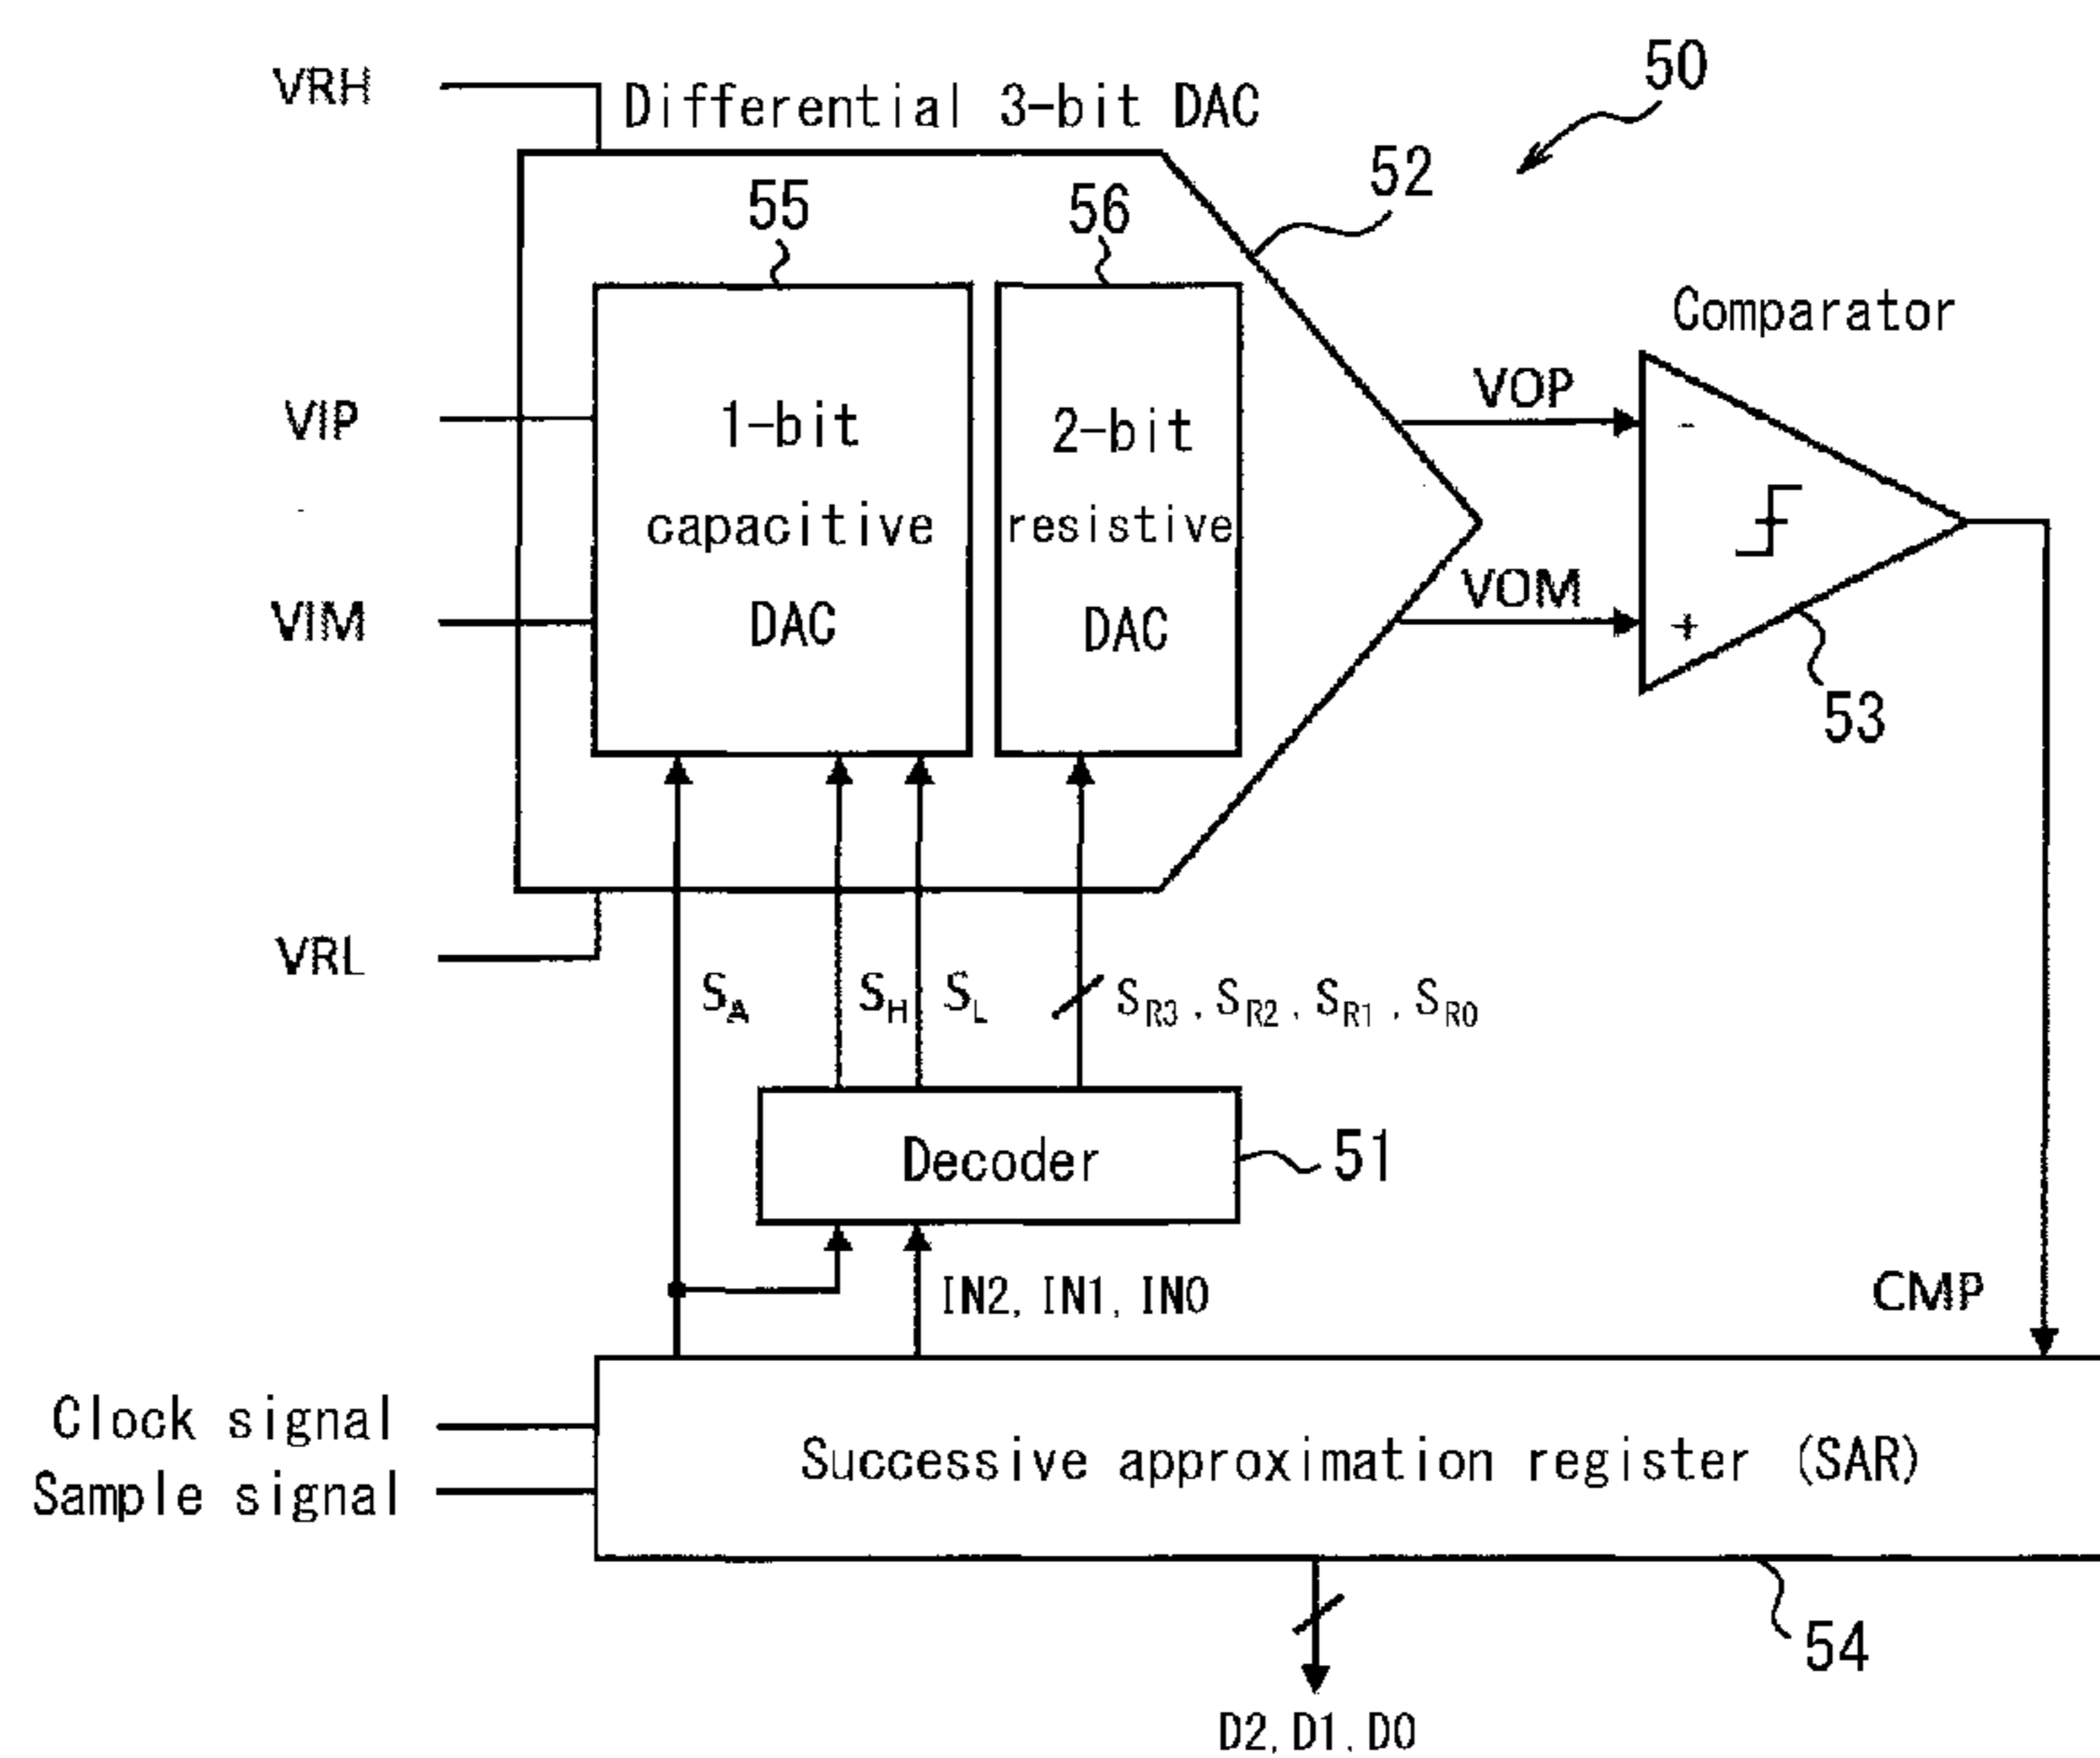 50
VRH
Differential 3-bit DAC
52
55
56
Comparator
VIP
1-bit
capacitive
DAC
2-bit
resistive
DAC
VOP
-
VIM
VOM
+
53
VRL
SA
SH
SL
SR3, SR2, SR1, SR0
Decoder
51
IN2, IN1, IN0
CMP
Clock signal
Sample signal
Successive approximation register (SAR)
54
D2, D1, D0